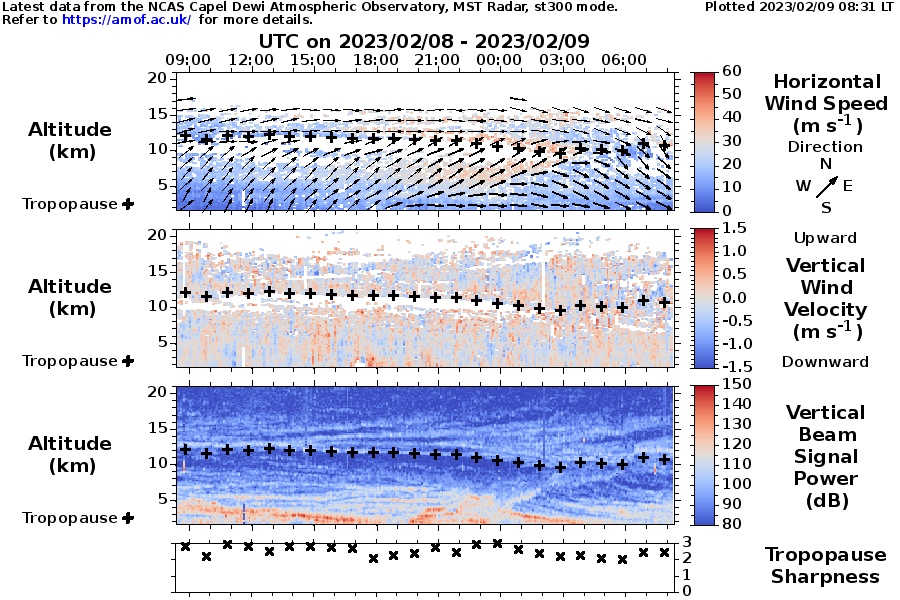 Latest data from the NCAS Capel Dewi Atmospheric Observatory, MST Radar, st300 mode.
Plotted 2023/02/09 08:31 LT
Refer to https://amof.ac.uk/ for more details.
UTC on 2023/02/08 - 2023/02/09
09:00 12:00 15:00 18:00 21:00 00:00 03:00 06:00
20
15
10
5
Altitude
(km)
Tropopause +
60
50
40
30
20
10
0
Horizontal
Wind Speed
(m s-1)
Direction
N
W E
S
20
15
10
5
Altitude
(km)
Tropopause +
1.5
1.0
0.5
0.0
-0.5
-1.0
-1.5
Upward
Vertical
Wind
Velocity
(m s-1)
Downward
20
15
10
5
Altitude
(km)
Tropopause +
150
140
130
120
110
100
90
80
Vertical
Beam
Signal
Power
(dB)
3
2
1
0
Tropopause
Sharpness